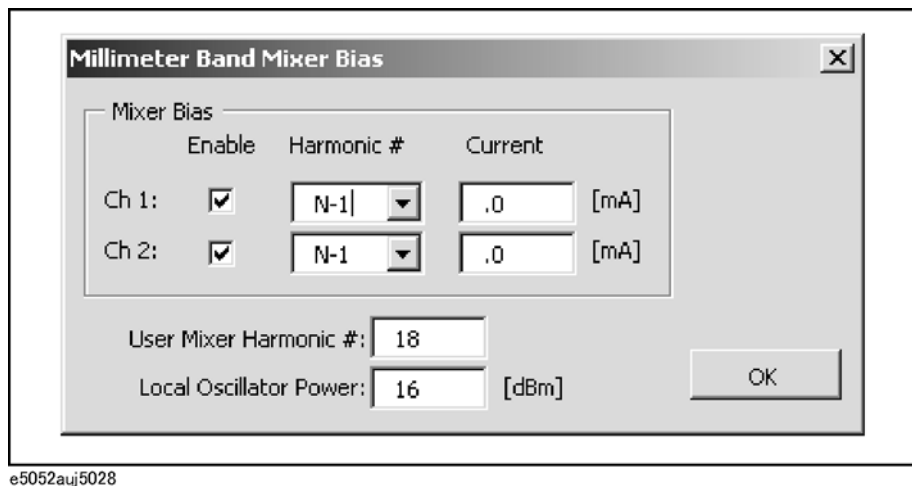 Millimeter Band Mixer Bias
Mixer Bias
Enable Harmonic # Current
Ch 1: N-1 .0 [mA]
Ch 2: N-1 .0 [mA]
User Mixer Harmonic #: 18
Local Oscillator Power: 16 [dBm]
OK
e5052auj5028